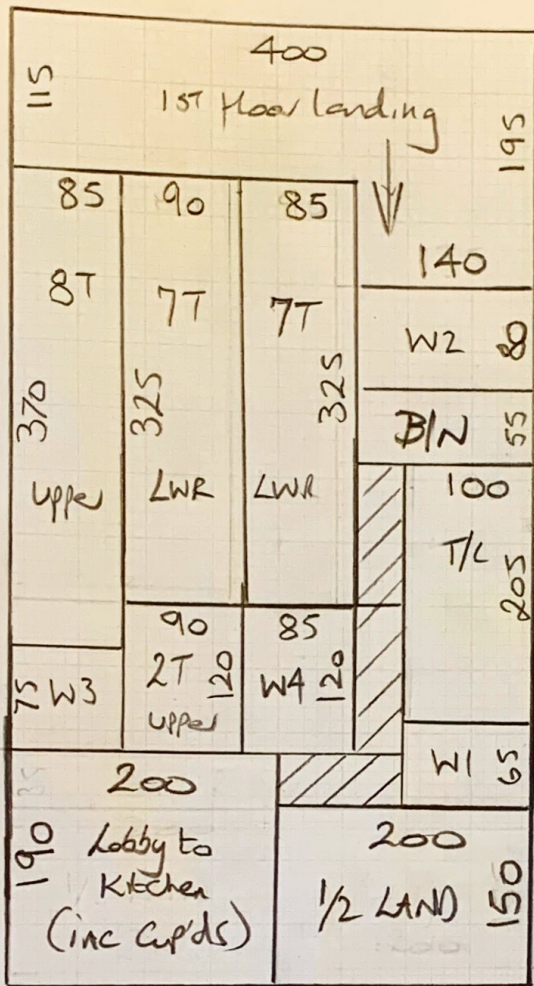 400
115
1ST floor landing
195
85 90 85
140
8T 7T 7T
W2 80
370 325 325
B/N 55
upper LWR LWR
100
T/L
205
90 85
2T 120 W4 120
upper
75 W3
W1 65
200
200
190 Lobby to
Kitchen
(inc Cup'ds)
1/2 LAND 150